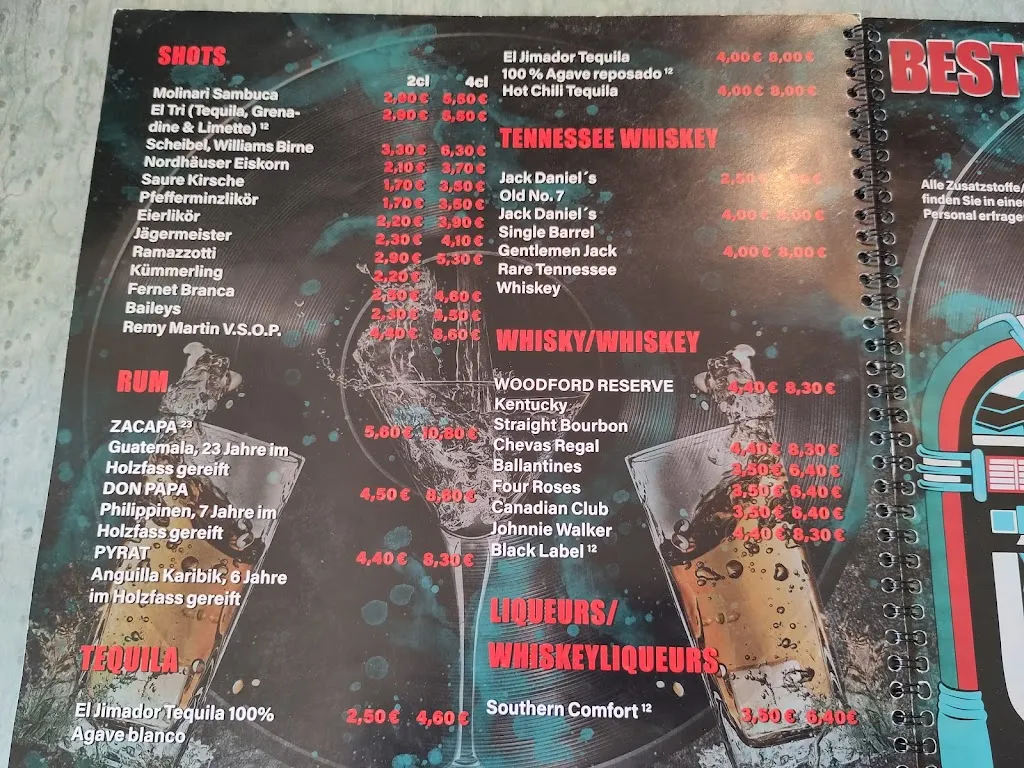 SHOTS
2cl 4cl
Molinari Sambuca 2,90 € 5,50 €
El Tri (Tequila, Grena-
dine & Limette) 12 2,90 € 5,50 €
Scheibel, Williams Birne 3,30 € 6,30 €
Nordhäuser Eiskorn 2,10 € 3,70 €
Saure Kirsche 1,70 € 3,50 €
Pfefferminzlikör 1,70 € 3,50 €
Eierlikör 2,20 € 3,90 €
Jägermeister 2,30 € 4,10 €
Ramazzotti 2,90 € 5,30 €
Kümmerling 2,20 €
Fernet Branca 4,60 €
Baileys 2,30 €
Remy Martin V.S.O.P. 4,40 € 8,60 €
RUM
ZACAPA 23 5,60 € 10,80 €
Guatemala, 23 Jahre im
Holzfass gereift
DON PAPA 4,50 €
Philippinen, 7 Jahre im
Holzfass gereift
PYRAT 4,40 € 8,30 €
Anguilla Karibik, 6 Jahre
im Holzfass gereift
TEQUILA
El Jimador Tequila 100% 2,50 € 4,60 €
Agave blanco
El Jimador Tequila 4,00 € 8,00 €
100 % Agave reposado 12
Hot Chili Tequila 4,00 € 8,00 €
TENNESSEE WHISKEY
Jack Daniel´s 2,50 €
Old No. 7
Jack Daniel´s 4,00 € 8,00 €
Single Barrel
Gentlemen Jack 4,00 € 8,00 €
Rare Tennessee
Whiskey
WHISKY/WHISKEY
WOODFORD RESERVE 4,40 € 8,30 €
Kentucky
Straight Bourbon
Chevas Regal 4,40 € 8,30 €
Ballantines 3,50 € 6,40 €
Four Roses 3,50 € 6,40 €
Canadian Club 3,50 € 6,40 €
Johnnie Walker 4,40 € 8,30 €
Black Label 12
LIQUEURS/
WHISKEYLIQUEURS
Southern Comfort 12 3,50 € 6,40€
BEST
Alle Zusatzstoffe/
finden Sie in eine
Personal erfrage